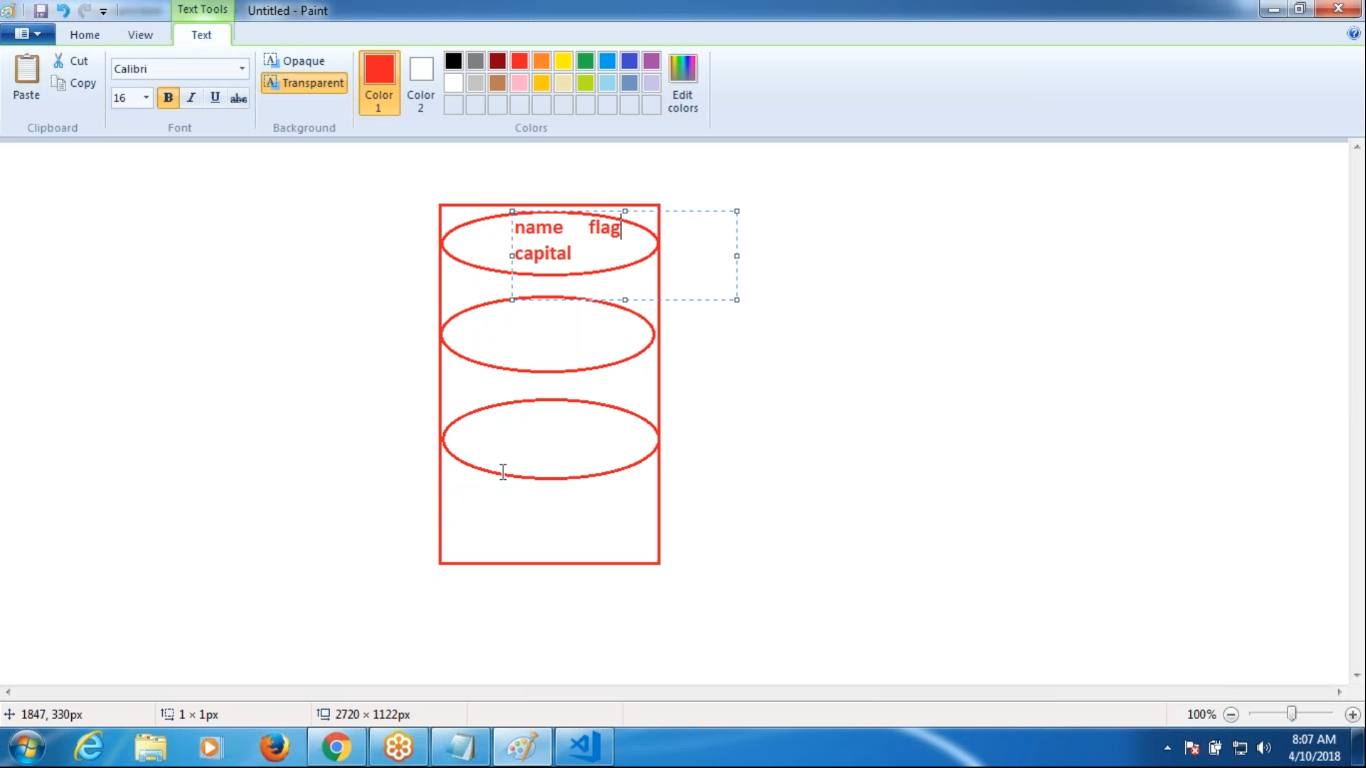 Text Tools
Untitled - Paint
Home View Text
Cut
Copy
Paste
Clipboard
Calibri
16 B I U abc
Font
Opaque
Transparent
Background
Color 1
Color 2
Edit colors
Colors
name flag
capital
1847, 330px
1 × 1px
2720 × 1122px
100%
8:07 AM
4/10/2018